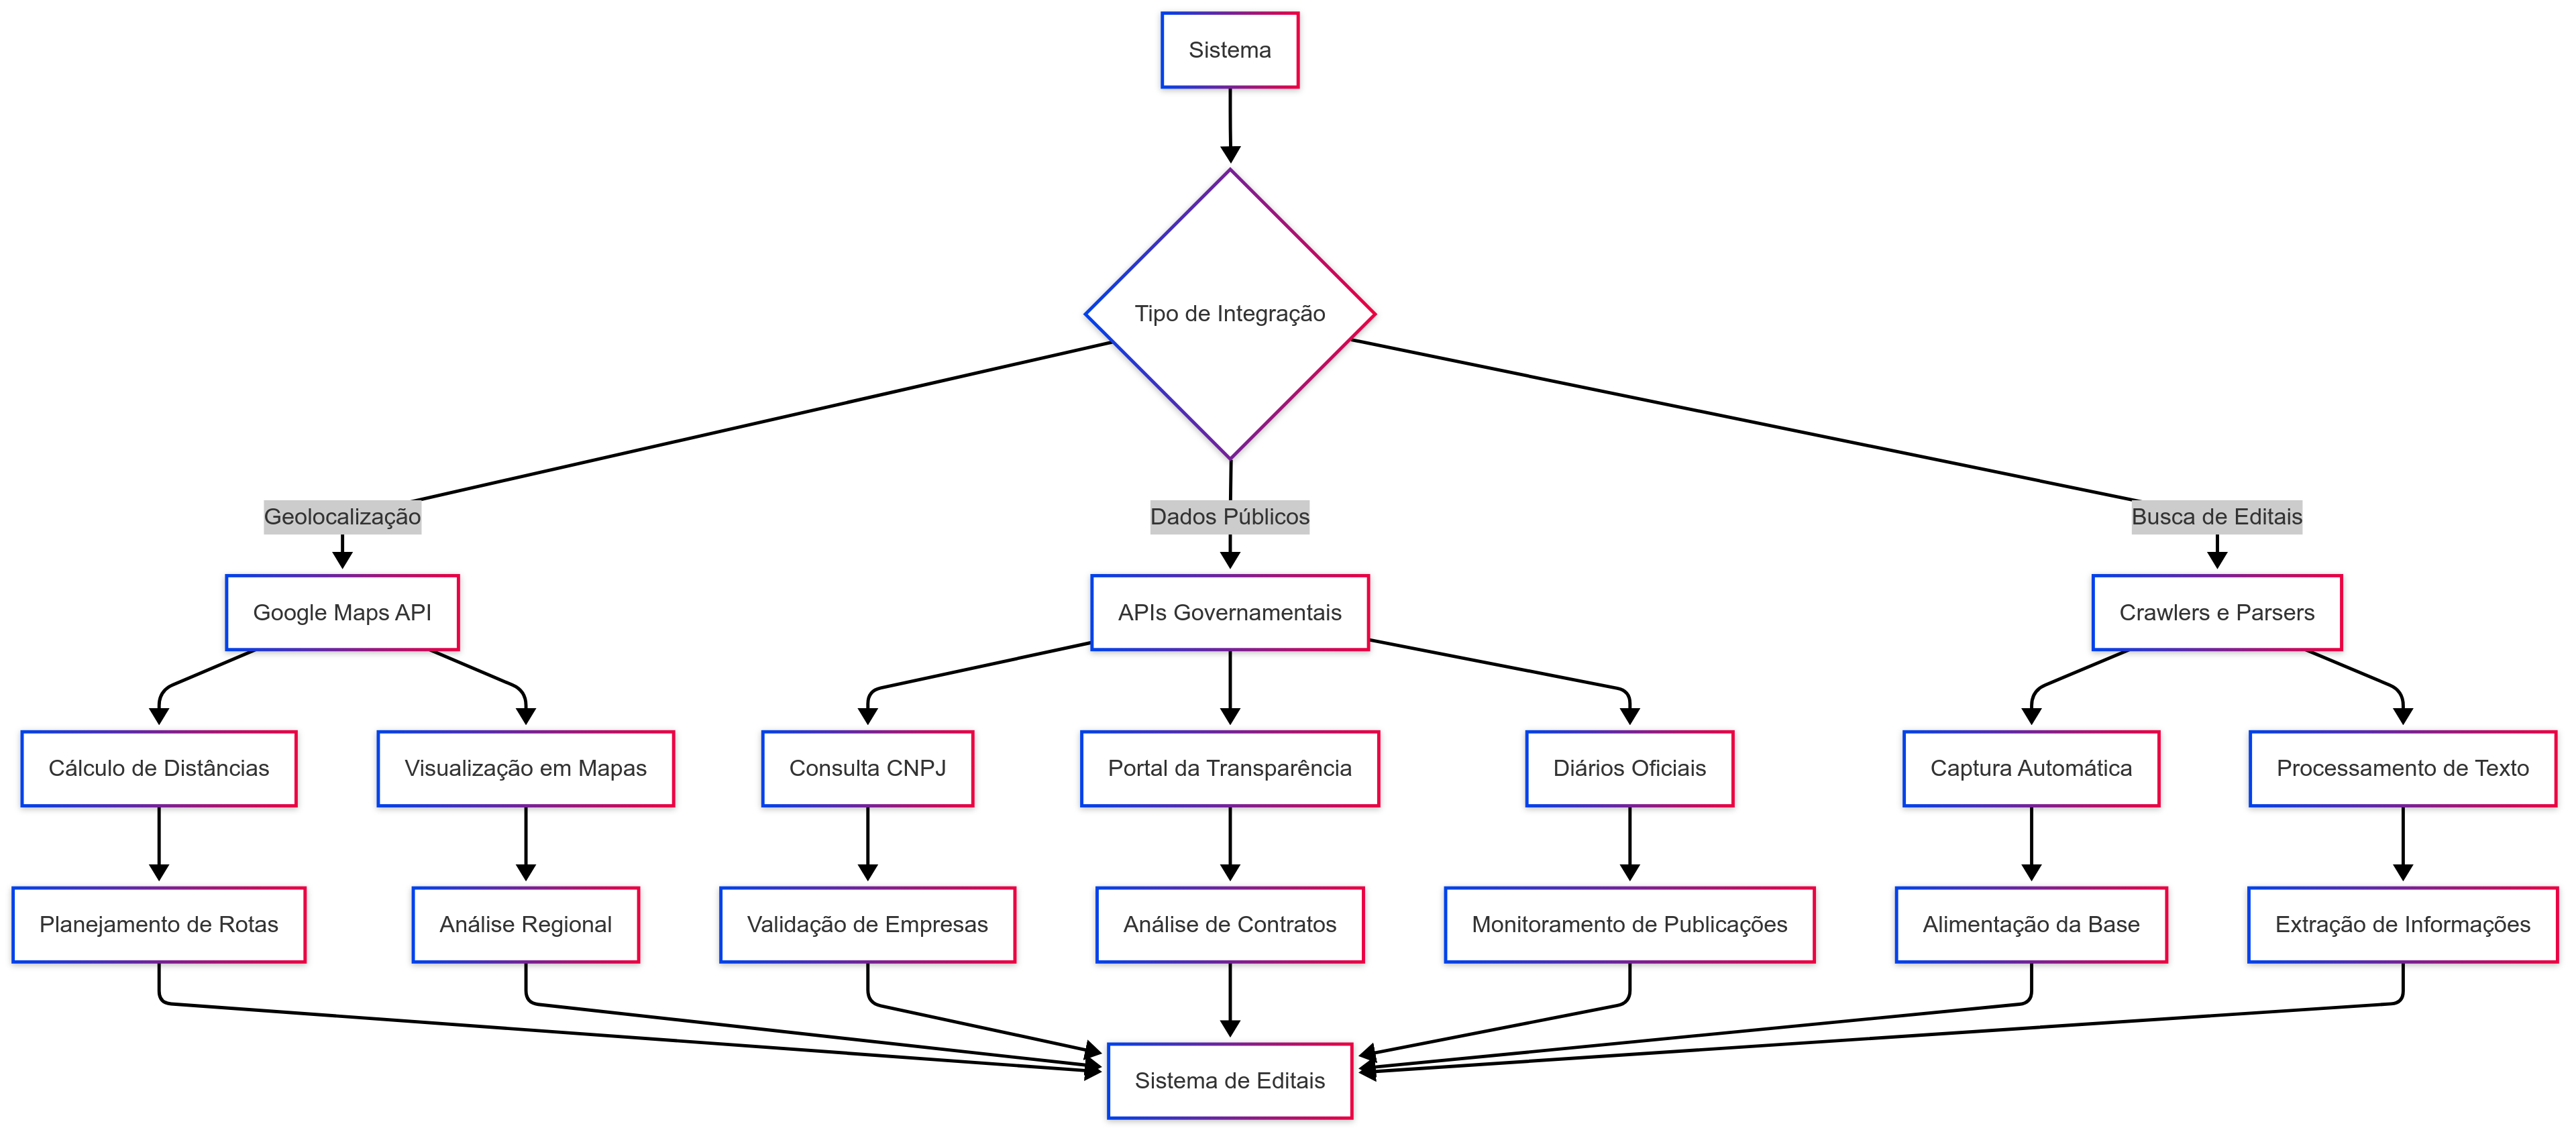 Sistema
Tipo de Integração
Geolocalização
Dados Públicos
Busca de Editais
Google Maps API
APIs Governamentais
Crawlers e Parsers
Cálculo de Distâncias
Visualização em Mapas
Consulta CNPJ
Portal da Transparência
Diários Oficiais
Captura Automática
Processamento de Texto
Planejamento de Rotas
Análise Regional
Validação de Empresas
Análise de Contratos
Monitoramento de Publicações
Alimentação da Base
Extração de Informações
Sistema de Editais